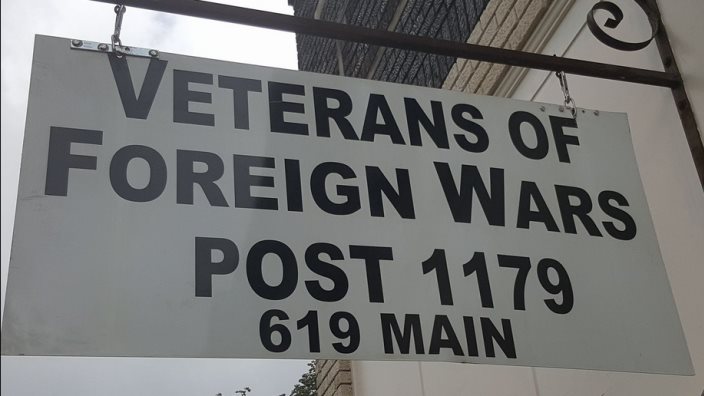 VETERANS OF
FOREIGN WARS
POST 1179
619 MAIN